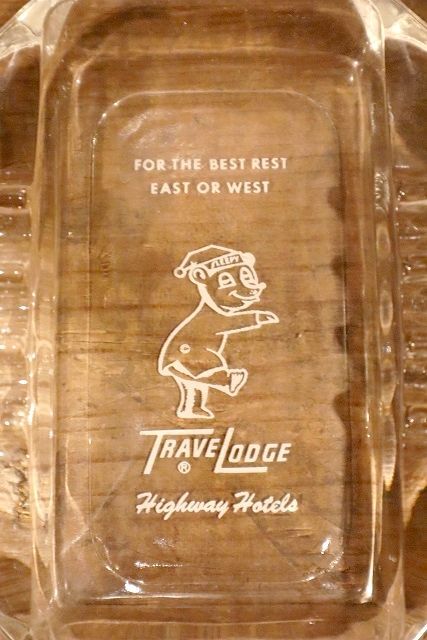 FOR THE BEST REST
EAST OR WEST
SLEEPY
TRAVELODGE
®
Highway Hotels